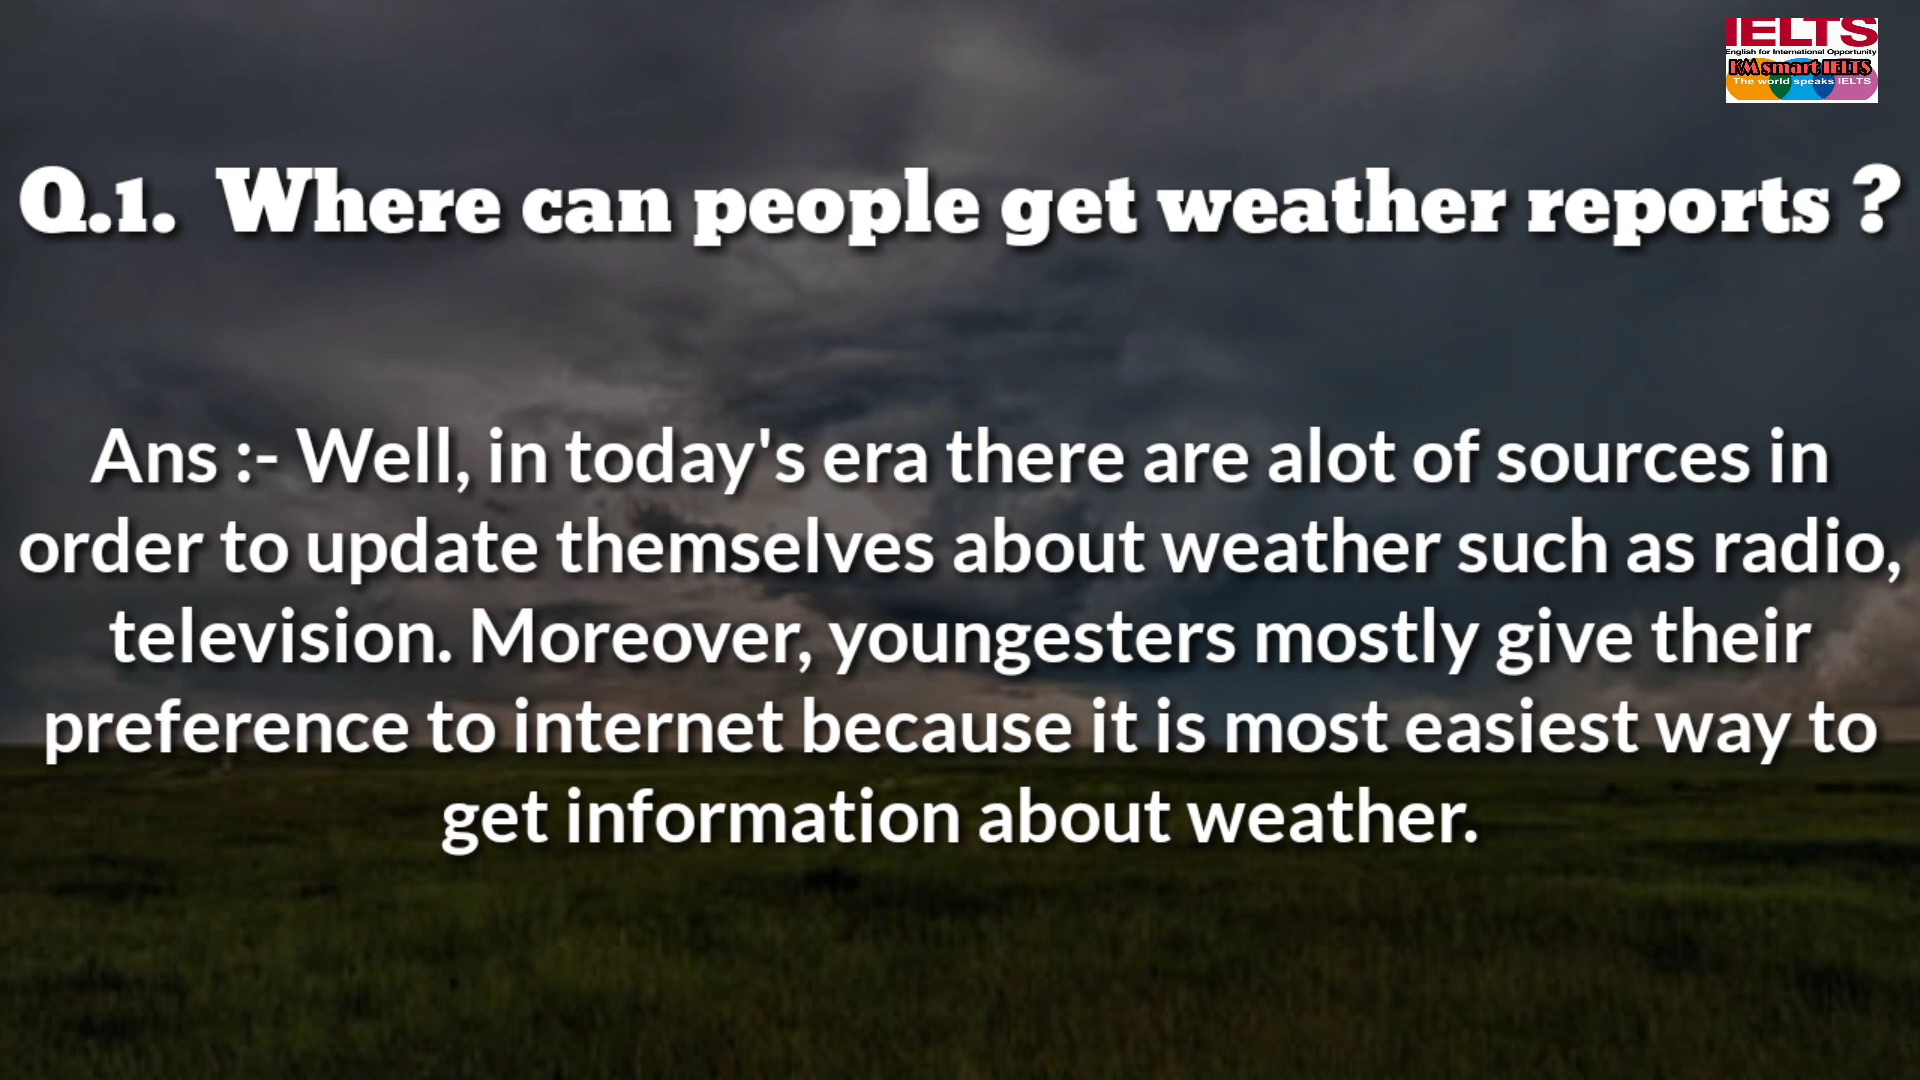 IELTS
English for International Opportunity
KM smart IELTS
The world speaks IELTS
Q.1. Where can people get weather reports ?
Ans :- Well, in today's era there are alot of sources in
order to update themselves about weather such as radio,
television. Moreover, youngesters mostly give their
preference to internet because it is most easiest way to
get information about weather.